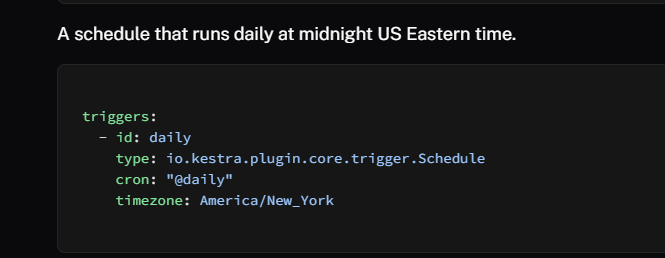 A schedule that runs daily at midnight US Eastern time.
triggers:
  - id: daily
    type: io.kestra.plugin.core.trigger.Schedule
    cron: "@daily"
    timezone: America/New_York